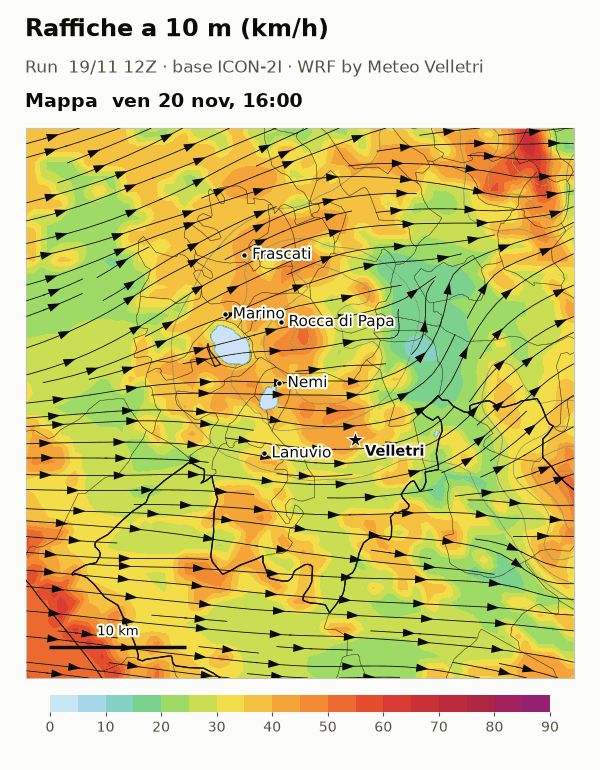 Raffiche a 10 m (km/h)
Run 19/11 12Z · base ICON-2I · WRF by Meteo Velletri
Mappa ven 20 nov, 16:00
Frascati
Marino
Rocca di Papa
Nemi
Velletri
Lanuvio
10 km
0 10 20 30 40 50 60 70 80 90